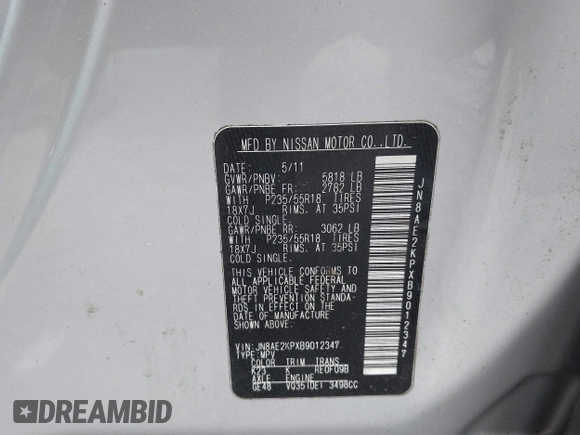 MFD BY NISSAN MOTOR CO.,LTD.
DATE: 5/11
GVWR/PNBV: 5818 LB
GAWR/PNBE FR: 2782 LB
WITH P235/55R18 TIRES
18X7J RIMS. AT 35PSI
COLD SINGLE.
GAWR/PNBE RR: 3062 LB
WITH P235/55R18 TIRES
18X7J RIMS. AT 35PSI
COLD SINGLE.
THIS VEHICLE CONFORMS TO
ALL APPLICABLE FEDERAL
MOTOR VEHICLE SAFETY AND
THEFT PREVENTION STANDA-
RDS IN EFFECT ON THE
DATE OF MANUFACTURE
SHOWN ABOVE.
VIN: JN8AE2KPXB9012347
TYPE: MPV
COLOR TRIM TRANS
K23 K RE0F09B
AXLE ENGINE
GE48 VQ35(DE) 3498CC
JN8AE2KPXB9012347
DREAMBID
DREAMBID